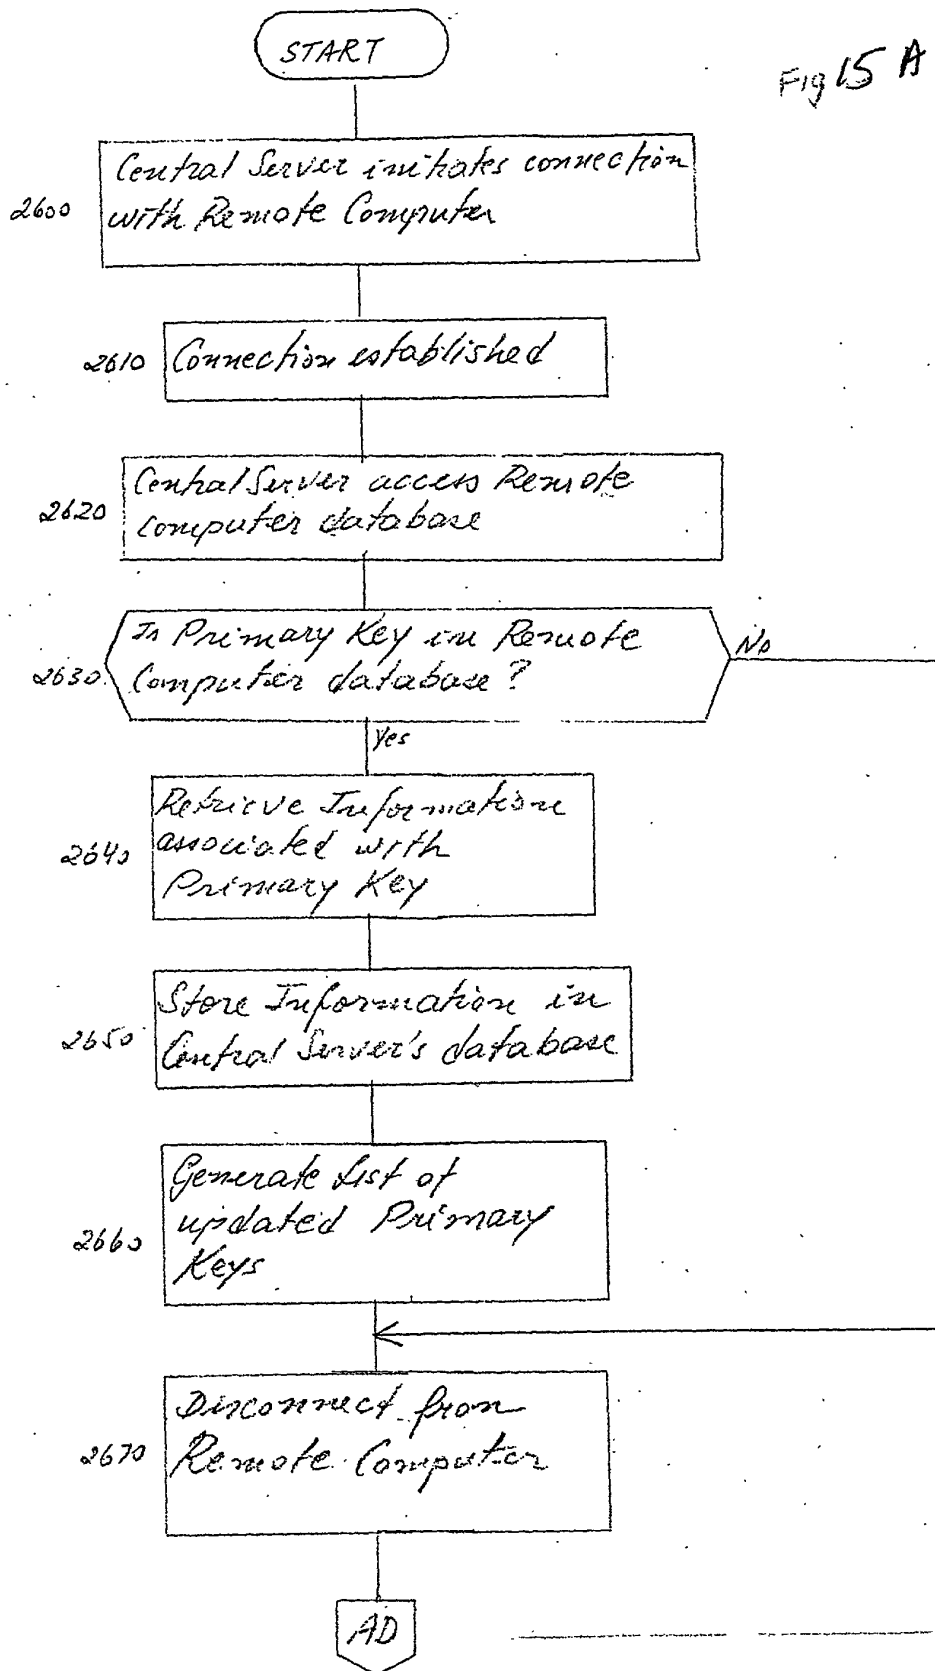 START
Fig 15 A
Central Server initiates connection
with Remote Computer
2600
2610
Connection established
Central Server access Remote
Computer database
2620
Is Primary Key in Remote
Computer database?
2630
No
Yes
Retrieve Information
associated with
Primary Key
2640
Store Information in
Central Server's database
2650
Generate List of
updated Primary
Keys
2660
Disconnect from
Remote Computer
2670
AD